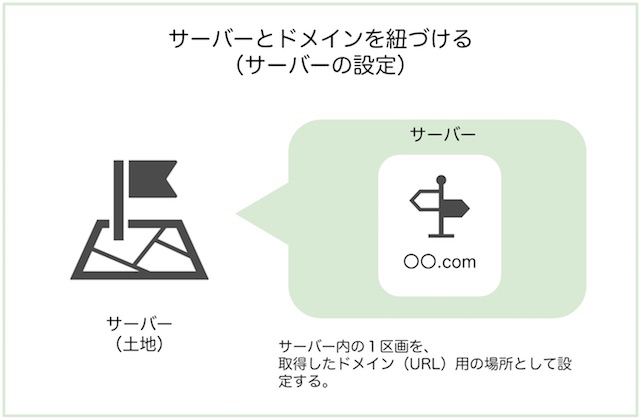 サーバーとドメインを紐づける
（サーバーの設定）
サーバー
〇〇.com
サーバー
（土地）
サーバー内の１区画を、
取得したドメイン（URL）用の場所として設
定する。